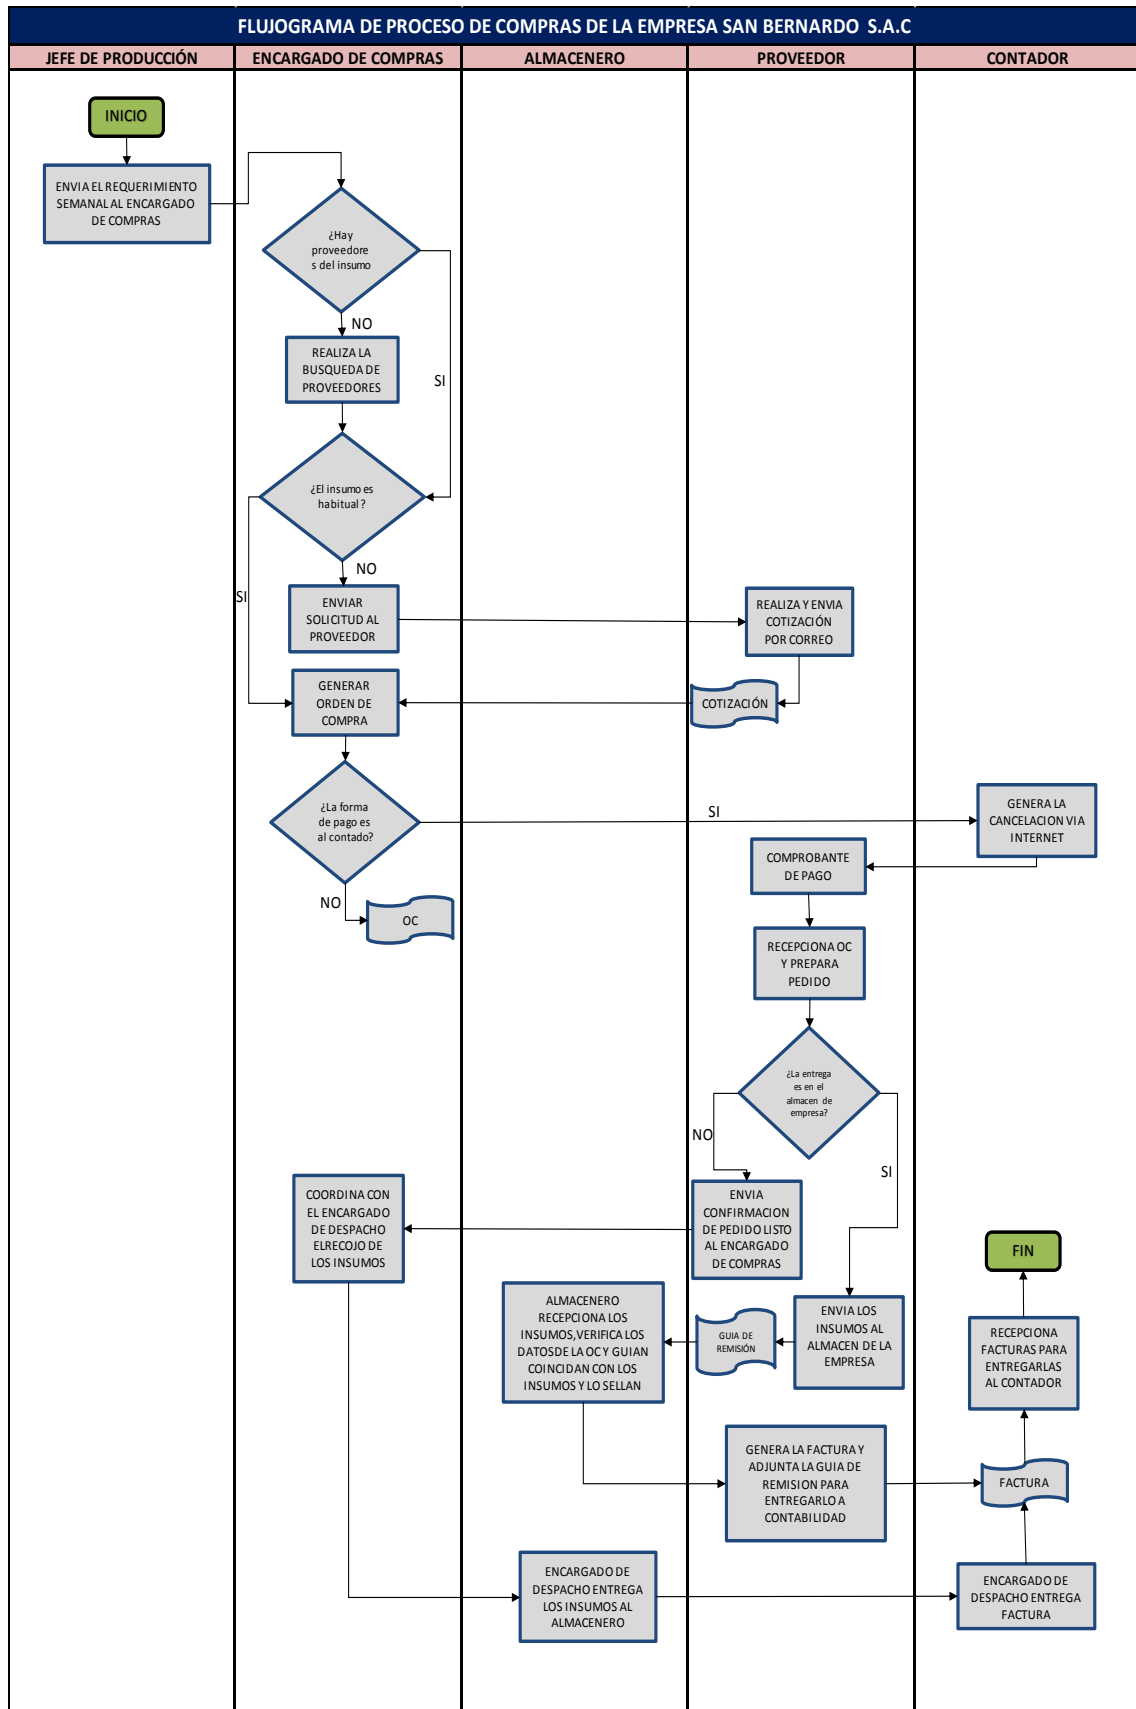 FLUJOGRAMA DE PROCESO DE COMPRAS DE LA EMPRESA SAN BERNARDO S.A.C
JEFE DE PRODUCCIÓN
ENCARGADO DE COMPRAS
ALMACENERO
PROVEEDOR
CONTADOR
INICIO
ENVIA EL REQUERIMIENTO
SEMANAL AL ENCARGADO
DE COMPRAS
¿Hay
proveedore
s del insumo
NO
SI
REALIZA LA
BUSQUEDA DE
PROVEEDORES
¿El insumo es
habitual ?
NO
SI
ENVIAR
SOLICITUD AL
PROVEEDOR
REALIZA Y ENVIA
COTIZACIÓN
POR CORREO
GENERAR
ORDEN DE
COMPRA
COTIZACIÓN
¿La forma
de pago es
al contado?
SI
GENERA LA
CANCELACION VIA
INTERNET
COMPROBANTE
DE PAGO
NO
OC
RECEPCIONA OC
Y PREPARA
PEDIDO
¿La entrega
es en el
almacen de
empresa?
NO
SI
COORDINA CON
EL ENCARGADO
DE DESPACHO
ELRECOJO DE
LOS INSUMOS
ENVIA
CONFIRMACION
DE PEDIDO LISTO
AL ENCARGADO
DE COMPRAS
FIN
ALMACENERO
RECEPCIONA LOS
INSUMOS,VERIFICA LOS
DATOSDE LA OC Y GUIAN
COINCIDAN CON LOS
INSUMOS Y LO SELLAN
GUIA DE
REMISIÓN
ENVIA LOS
INSUMOS AL
ALMACEN DE LA
EMPRESA
RECEPCIONA
FACTURAS PARA
ENTREGARLAS
AL CONTADOR
GENERA LA FACTURA Y
ADJUNTA LA GUIA DE
REMISION PARA
ENTREGARLO A
CONTABILIDAD
FACTURA
ENCARGADO DE
DESPACHO ENTREGA
LOS INSUMOS AL
ALMACENERO
ENCARGADO DE
DESPACHO ENTREGA
FACTURA